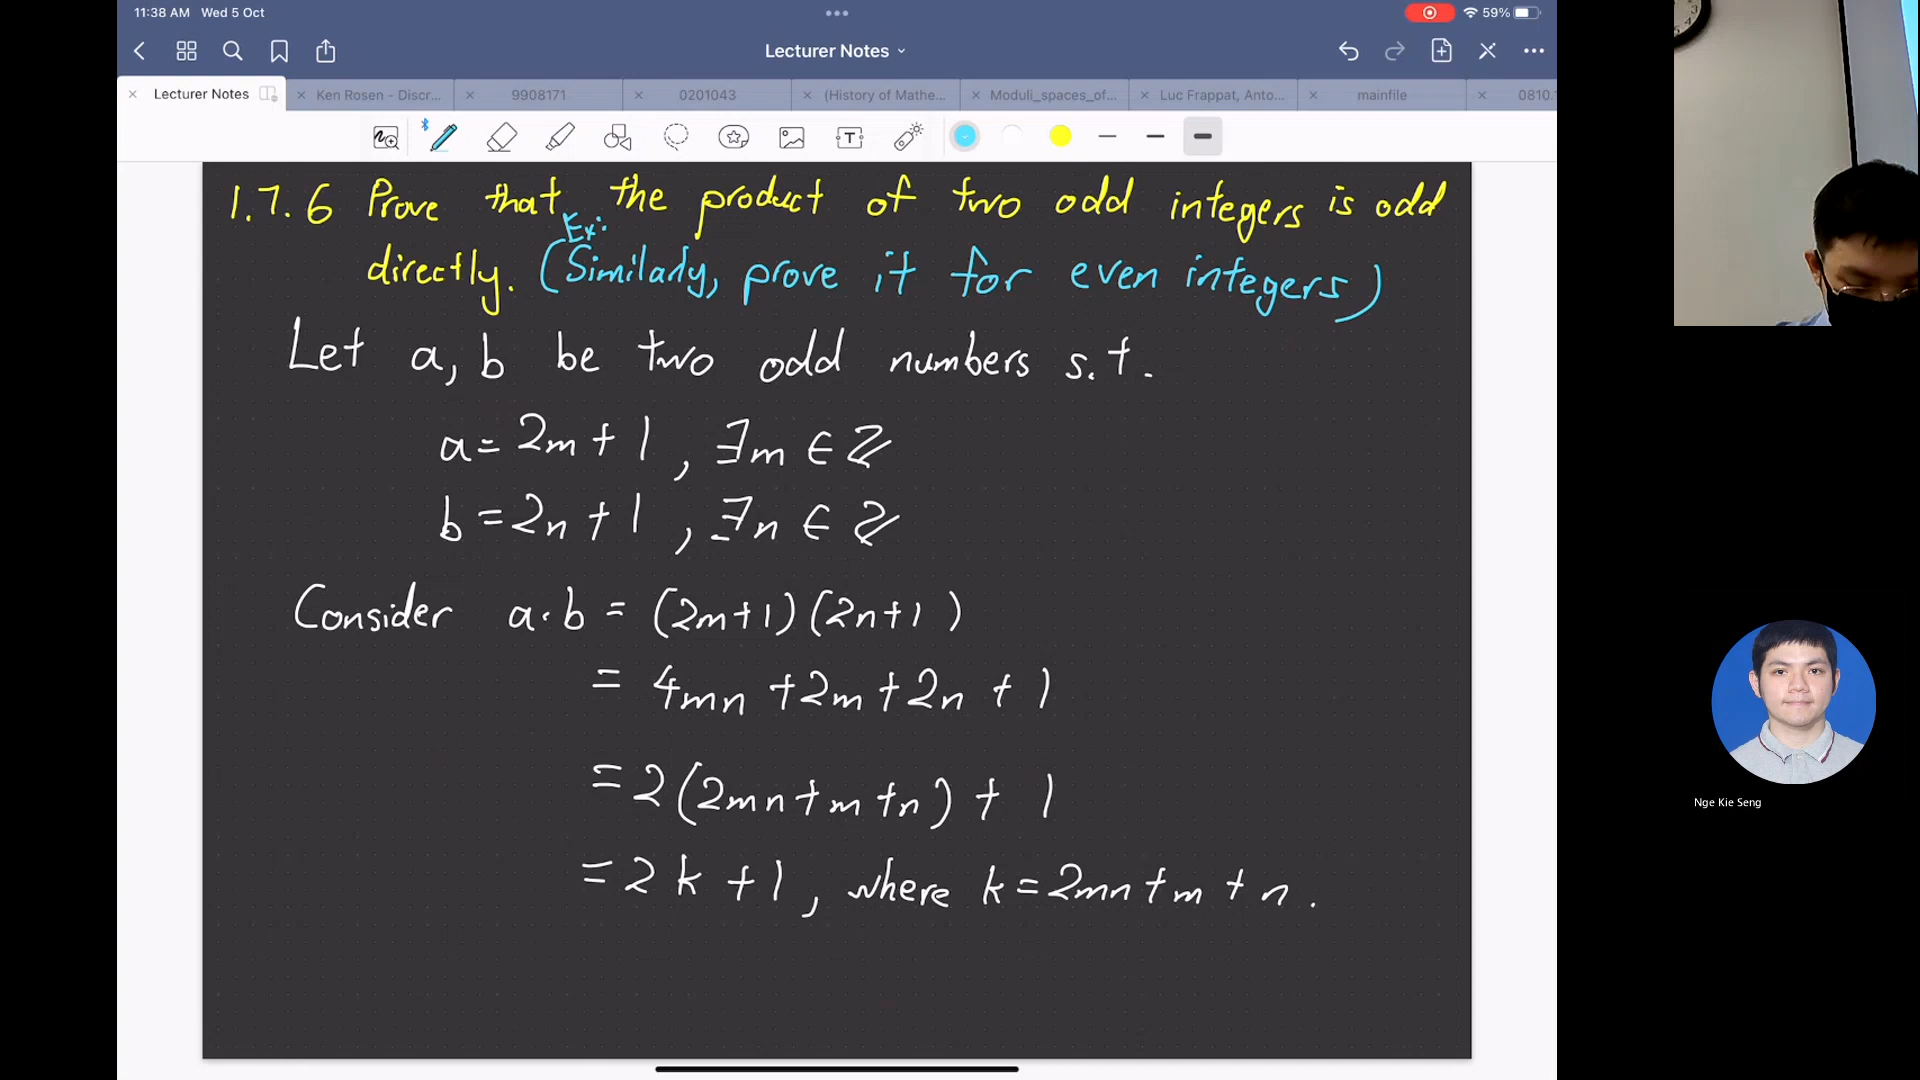 11:38 AM Wed 5 Oct
59%
Lecturer Notes
Lecturer Notes
Ken Rosen - Discr...
9908171
0201043
(History of Mathe...
Moduli_spaces_of...
Luc Frappat, Anto...
mainfile
0810.
1.7.6 Prove that the product of two odd integers is odd
directly. (Ex: Similarly, prove it for even integers)
Let a, b be two odd numbers s.t.
a = 2m + 1, ∃m ∈ ℤ
b = 2n + 1, ∃n ∈ ℤ
Consider a·b = (2m+1)(2n+1)
= 4mn + 2m + 2n + 1
= 2(2mn + m + n) + 1
= 2k + 1, where k = 2mn + m + n.
Nge Kie Seng